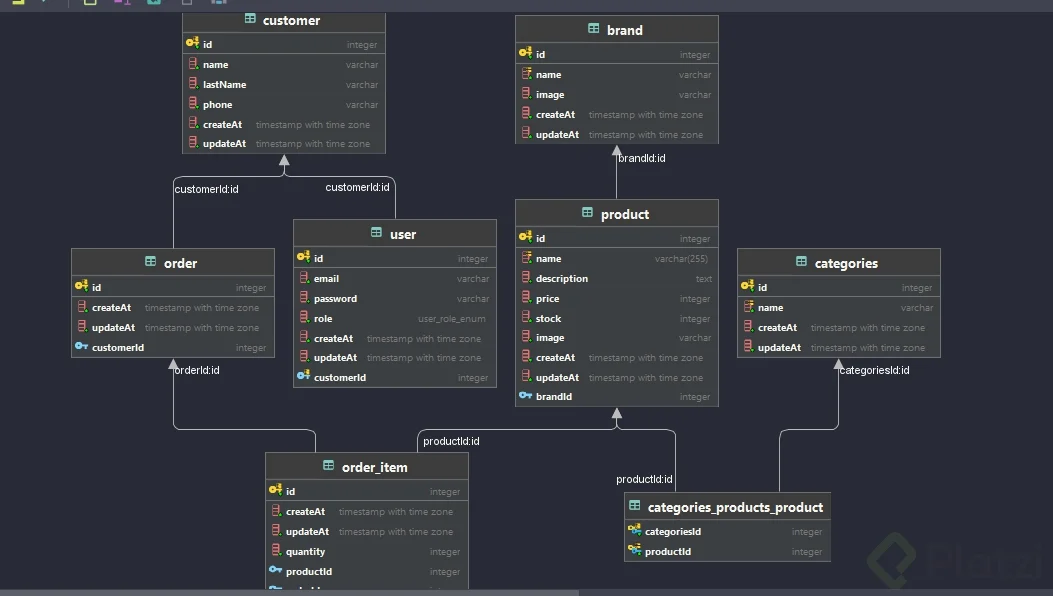 customer
id integer
name varchar
lastName varchar
phone varchar
createAt timestamp with time zone
updateAt timestamp with time zone
brand
id integer
name varchar
image varchar
createAt timestamp with time zone
updateAt timestamp with time zone
customerId:id
customerId:id
brandId:id
user
id integer
email varchar
password varchar
role user_role_enum
createAt timestamp with time zone
updateAt timestamp with time zone
customerId integer
product
id integer
name varchar(255)
description text
price integer
stock integer
image varchar
createAt timestamp with time zone
updateAt timestamp with time zone
brandId integer
order
id integer
createAt timestamp with time zone
updateAt timestamp with time zone
customerId integer
categories
id integer
name varchar
createAt timestamp with time zone
updateAt timestamp with time zone
orderId:id
categoriesId:id
productId:id
productId:id
order_item
id integer
createAt timestamp with time zone
updateAt timestamp with time zone
quantity integer
productId integer
categories_products_product
categoriesId integer
productId integer
Platzi